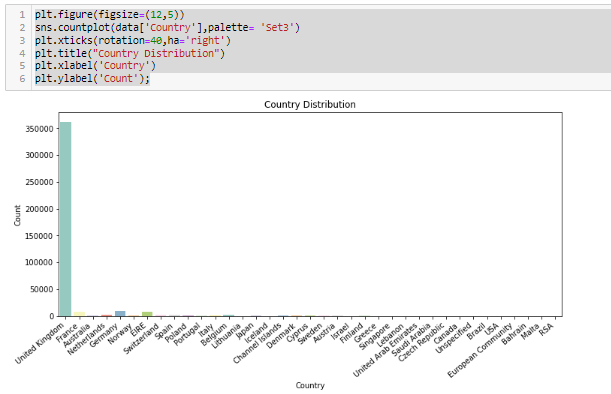 1 plt.figure(figsize=(12,5))
2 sns.countplot(data['Country'],palette= 'Set3')
3 plt.xticks(rotation=40,ha='right')
4 plt.title("Country Distribution")
5 plt.xlabel('Country')
6 plt.ylabel('Count');
Country Distribution
350000
300000
250000
200000
150000
100000
50000
0
Count
United Kingdom
France
Australia
Netherlands
Germany
Norway
EIRE
Switzerland
Spain
Poland
Portugal
Italy
Belgium
Lithuania
Japan
Iceland
Channel Islands
Denmark
Cyprus
Sweden
Austria
Israel
Finland
Greece
Singapore
Lebanon
United Arab Emirates
Saudi Arabia
Czech Republic
Canada
Unspecified
Brazil
USA
European Community
Bahrain
Malta
RSA
Country